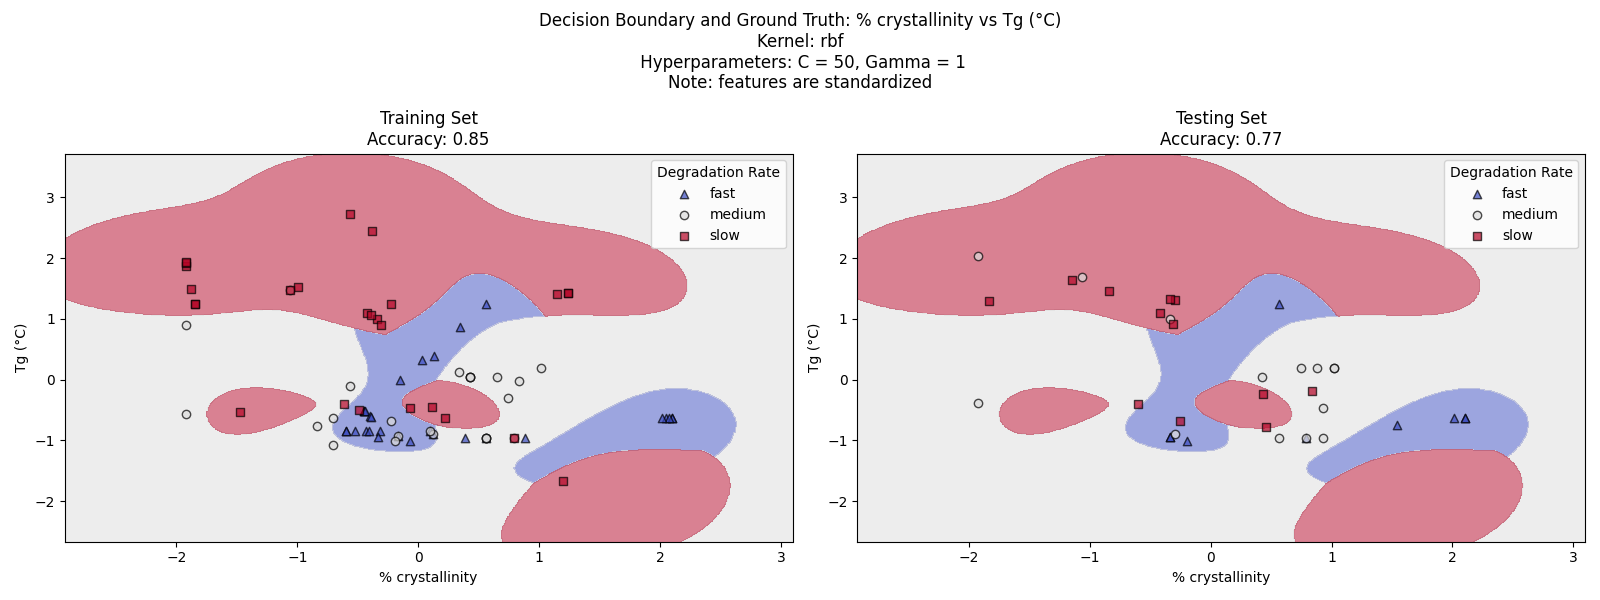 Decision Boundary and Ground Truth: % crystallinity vs Tg (°C)
Kernel: rbf
Hyperparameters: C = 50, Gamma = 1
Note: features are standardized
Training Set
Accuracy: 0.85
Degradation Rate
fast
medium
slow
3
2
1
0
−1
−2
Tg (°C)
−2
−1
0
1
2
3
% crystallinity
Testing Set
Accuracy: 0.77
Degradation Rate
fast
medium
slow
3
2
1
0
−1
−2
Tg (°C)
−2
−1
0
1
2
3
% crystallinity